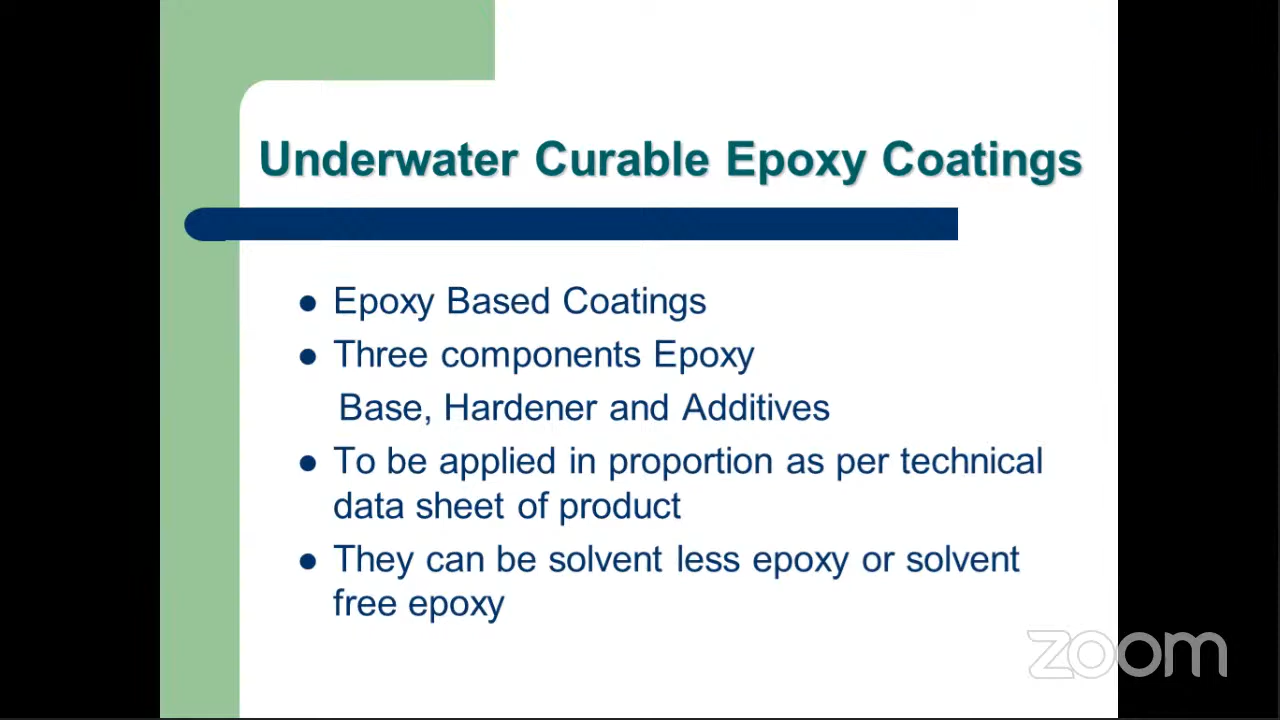 Underwater Curable Epoxy Coatings
Epoxy Based Coatings
Three components Epoxy
Base, Hardener and Additives
To be applied in proportion as per technical
data sheet of product
They can be solvent less epoxy or solvent
free epoxy
zoom